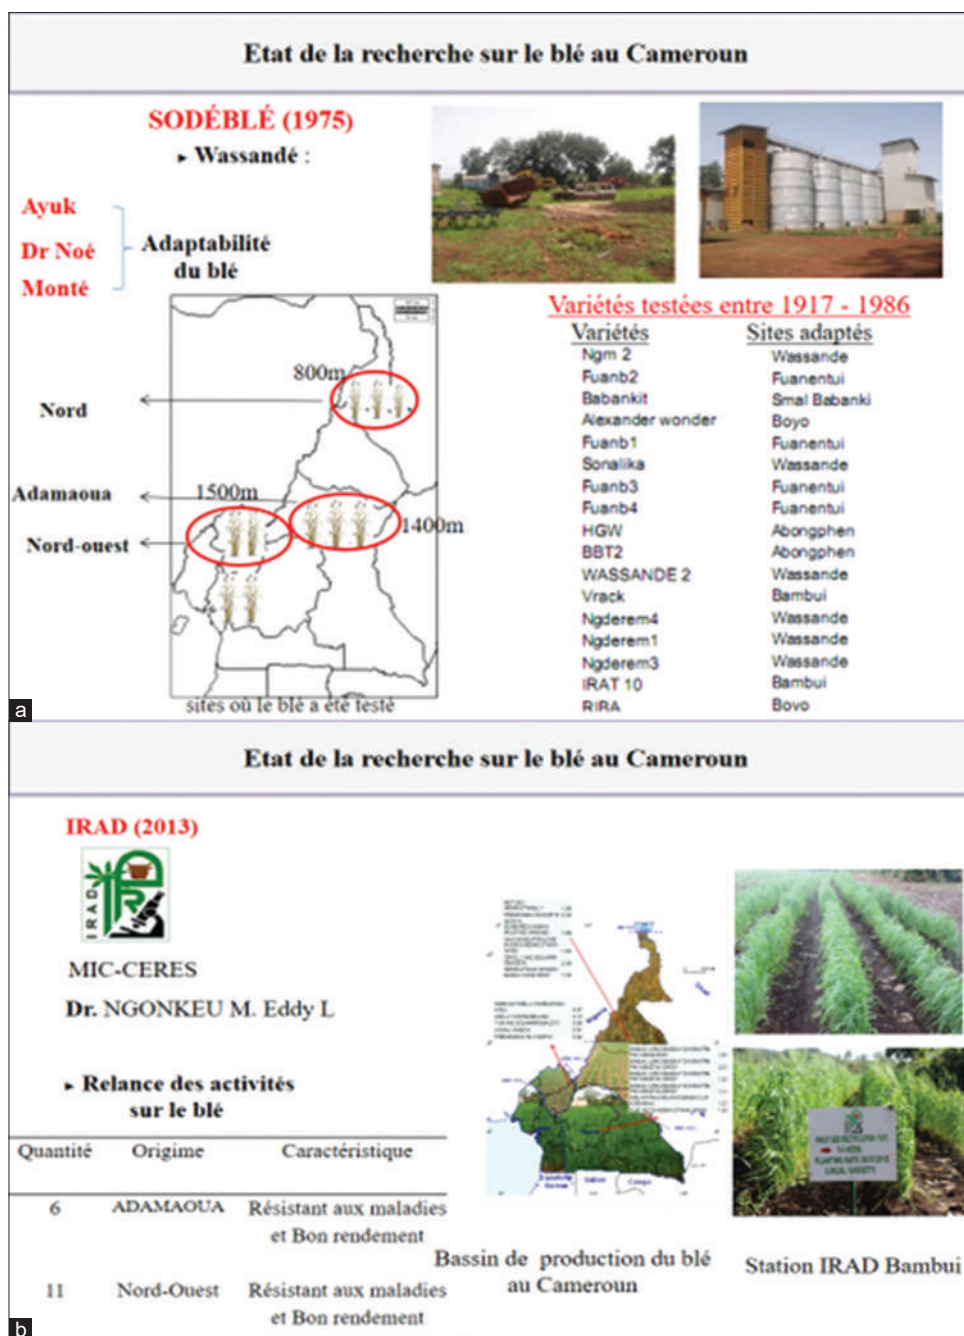 Etat de la recherche sur le blé au Cameroun
SODÉBLÉ (1975)
▸ Wassandé :
Ayuk
Dr Noé
Monté
Adaptabilité
du blé
800m
Nord
Adamaoua
1500m
1400m
Nord-ouest
sites où le blé a été testé
Variétés testées entre 1917 - 1986
Variétés Sites adaptés
Ngm 2 Wassande
Fuanb2 Fuanentui
Babankit Smal Babanki
Alexander wonder Boyo
Fuanb1 Fuanentui
Sonalika Wassande
Fuanb3 Fuanentui
Fuanb4 Fuanentui
HGW Abongphen
BBT2 Abongphen
WASSANDE 2 Wassande
Vrack Bambui
Ngderem4 Wassande
Ngderem1 Wassande
Ngderem3 Wassande
IRAT 10 Bambui
RIBA Boyo
a
Etat de la recherche sur le blé au Cameroun
IRAD (2013)
IRAD
MIC-CERES
Dr. NGONKEU M. Eddy L
▸ Relance des activités
sur le blé
Quantité Origime Caractéristique
6 ADAMAOUA Résistant aux maladies
et Bon rendement
11 Nord-Ouest Résistant aux maladies
et Bon rendement
Bassin de production du blé
au Cameroun
LOCAL VARIETY
Station IRAD Bambui
b